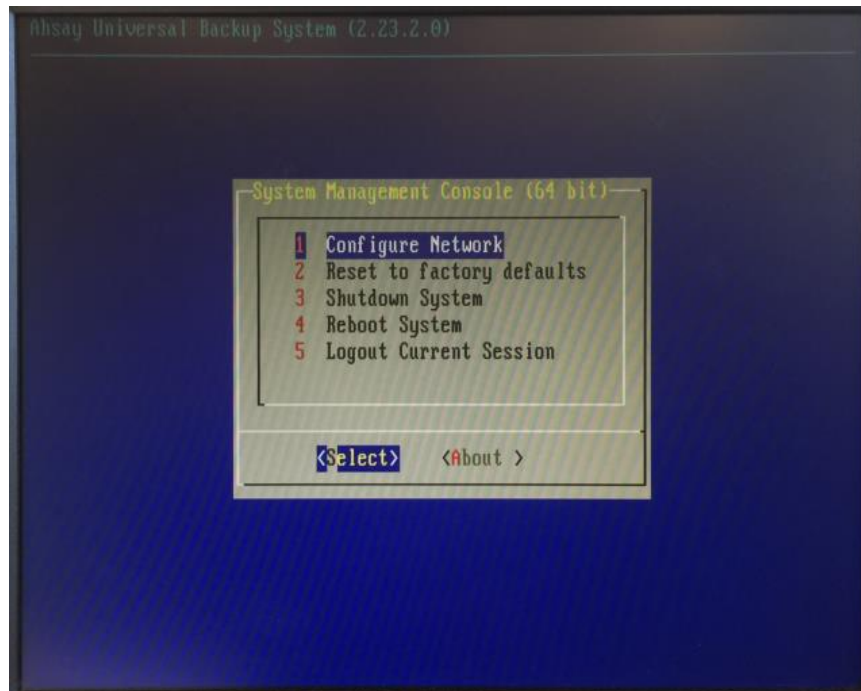 Ahsay Universal Backup System (2.23.2.0)
System Management Console (64 bit)
1 Configure Network
2 Reset to factory defaults
3 Shutdown System
4 Reboot System
5 Logout Current Session
<Select> <About >